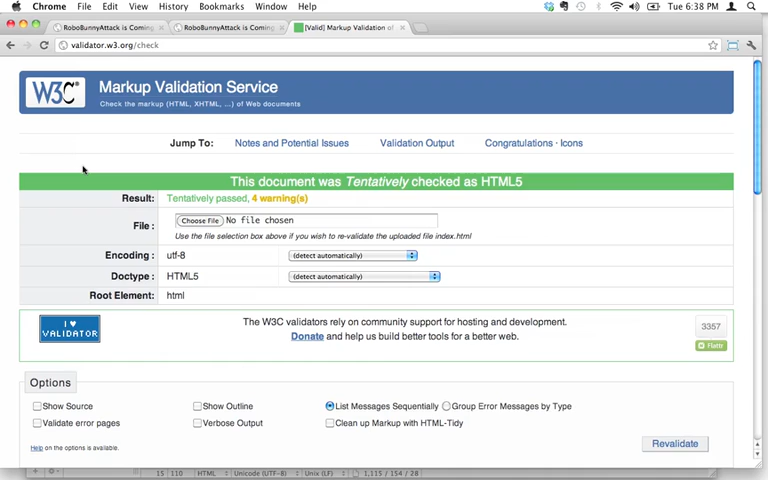 Chrome File Edit View History Bookmarks Window Help Tue 6:38 PM
RoboBunnyAttack is Coming RoboBunnyAttack is Coming [Valid] Markup Validation of
validator.w3.org/check
W3C® Markup Validation Service
Check the markup (HTML, XHTML, ...) of Web documents
Jump To: Notes and Potential Issues Validation Output Congratulations · Icons
This document was Tentatively checked as HTML5
Result: Tentatively passed, 4 warning(s)
File : Choose File No file chosen
Use the file selection box above if you wish to re-validate the uploaded file index.html
Encoding : utf-8 (detect automatically)
Doctype : HTML5 (detect automatically)
Root Element: html
I ♥ VALIDATOR
The W3C validators rely on community support for hosting and development.
Donate and help us build better tools for a better web.
3357
Flattr
Options
Show Source Show Outline List Messages Sequentially Group Error Messages by Type
Validate error pages Verbose Output Clean up Markup with HTML-Tidy
Help on the options is available.
Revalidate
15 110 HTML Unicode (UTF-8) Unix (LF) 1,115 / 154 / 28